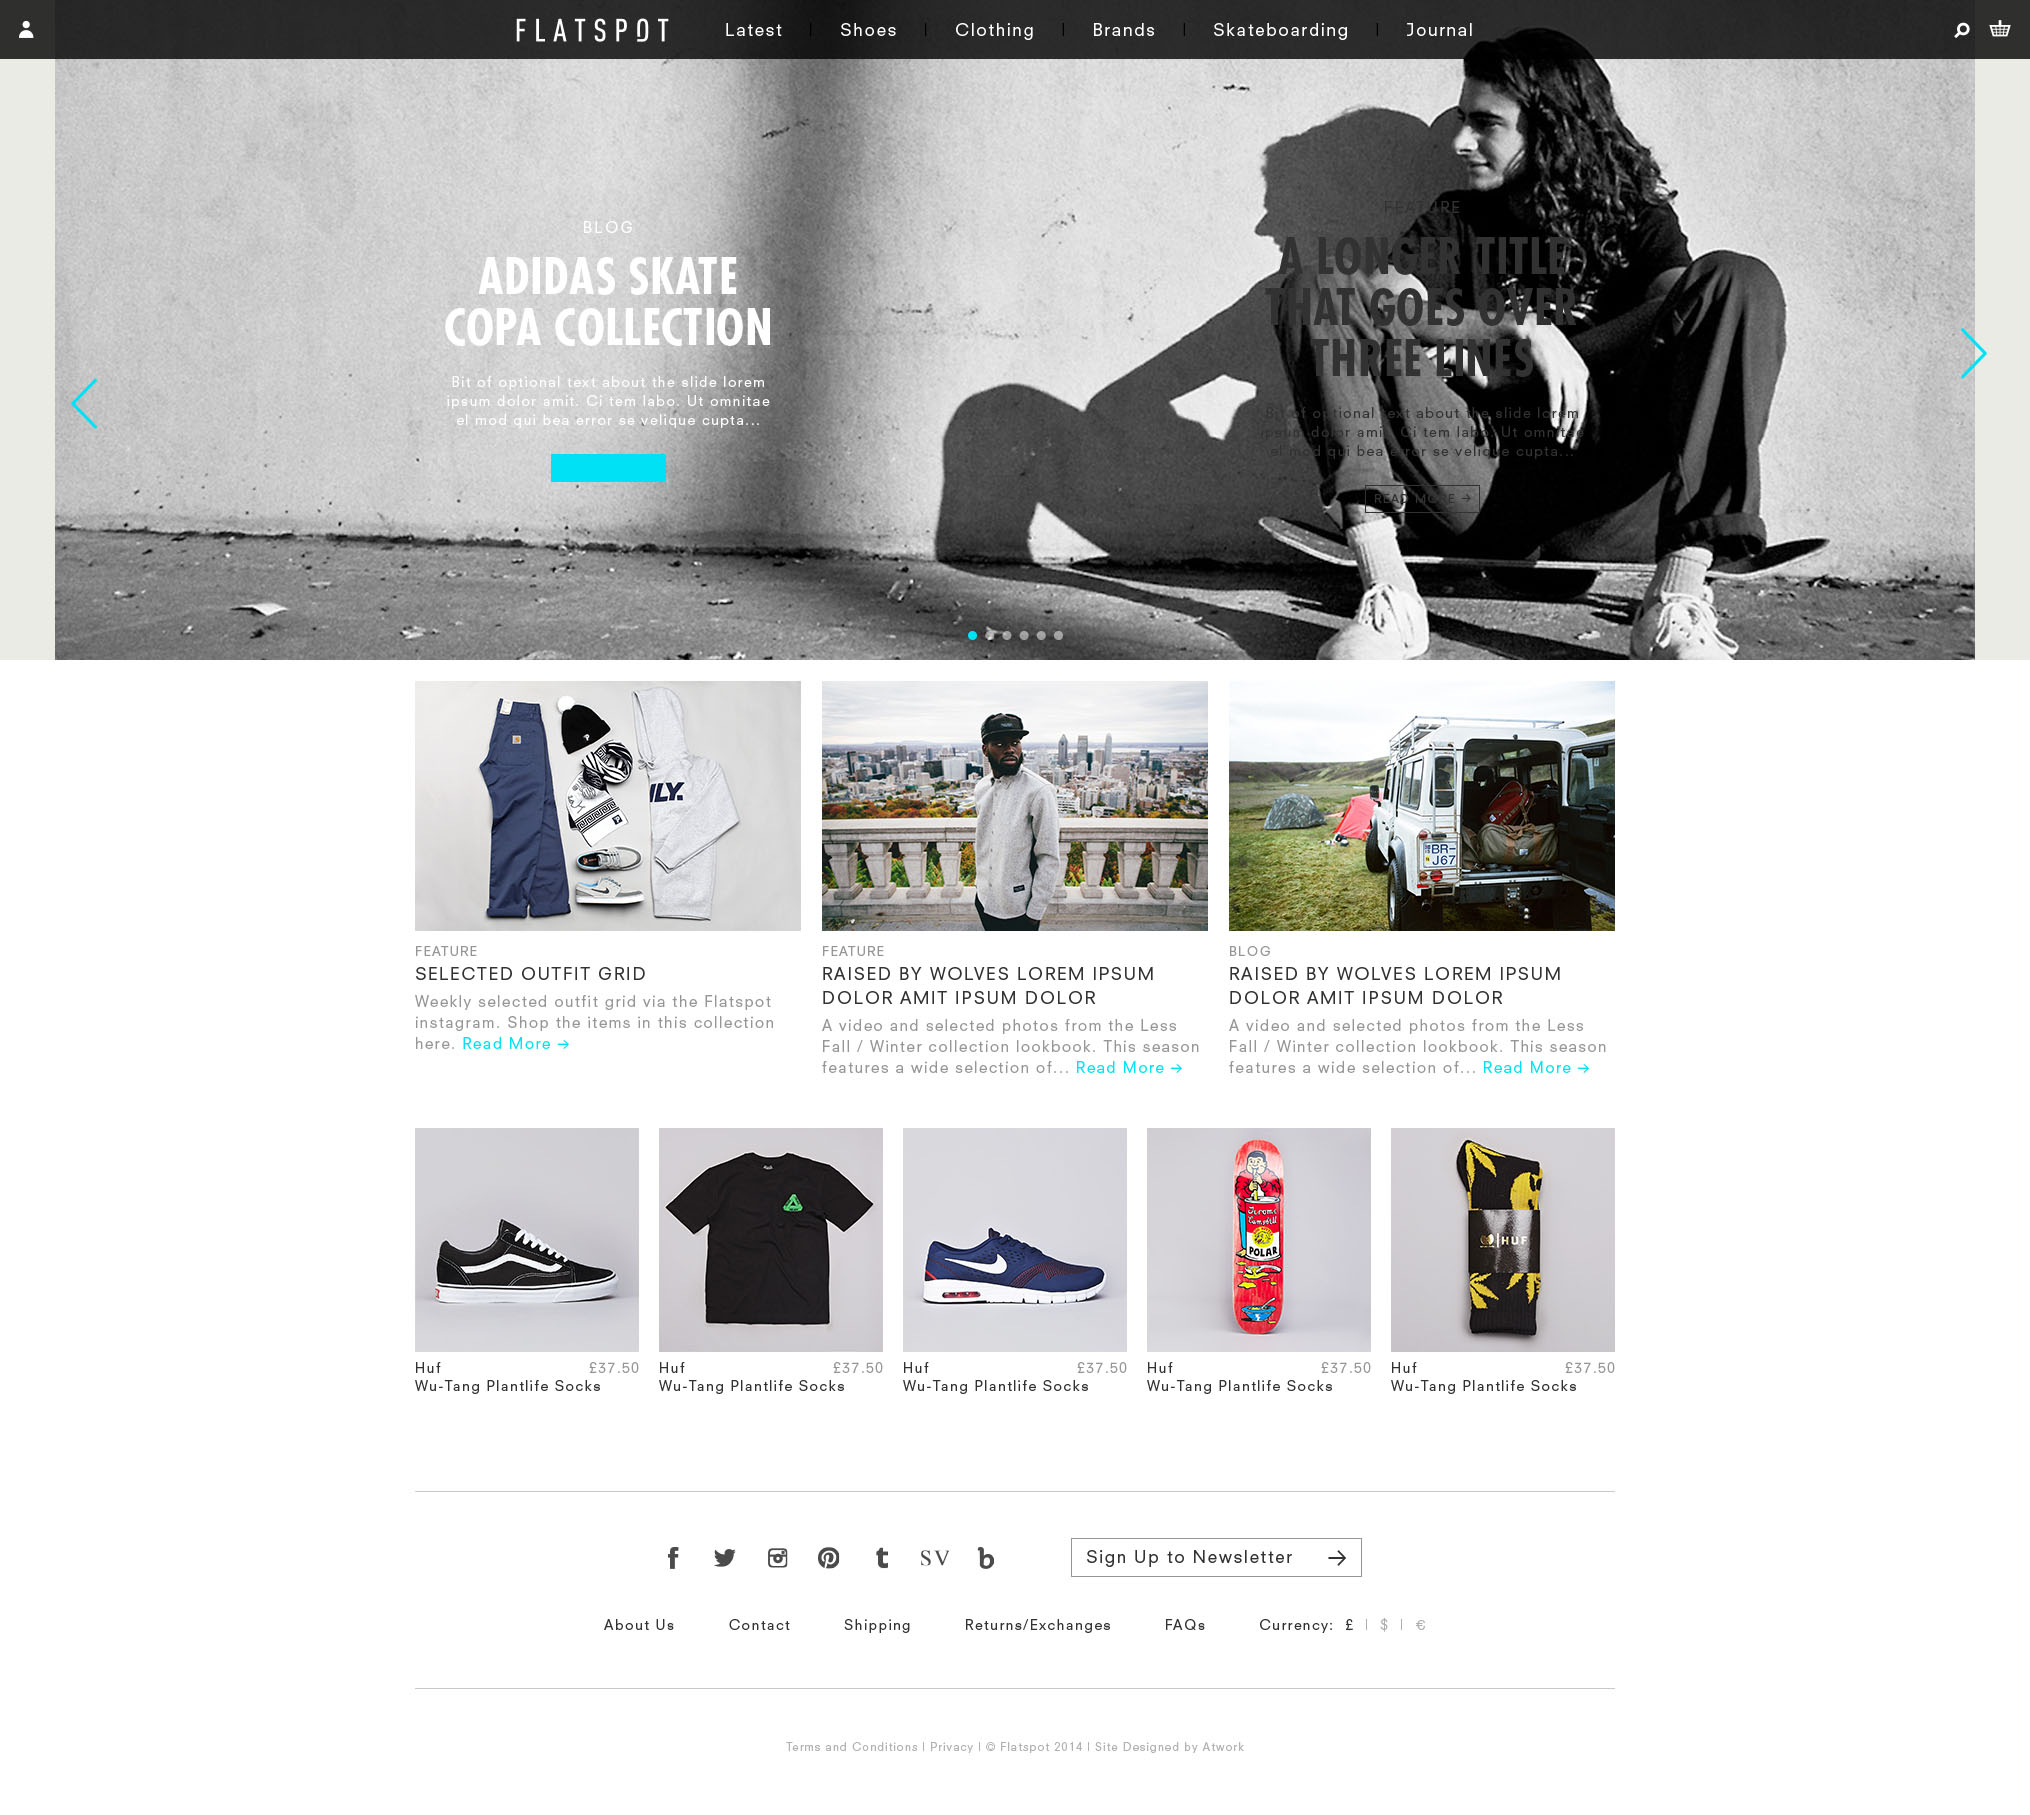 FLATSPOT
Latest | Shoes | Clothing | Brands | Skateboarding | Journal
BLOG
ADIDAS SKATE
COPA COLLECTION
Bit of optional text about the slide lorem
ipsum dolor amit. Ci tem labo. Ut omnitae
el mod qui bea error se velique cupta...
FEATURE
A LONGER TITLE
THAT GOES OVER
THREE LINES
Bit of optional text about the slide lorem
ipsum dolor amit. Ci tem labo. Ut omnitae
el mod qui bea error se velique cupta...
READ MORE →
ILY.
BR-
J67
FEATURE
SELECTED OUTFIT GRID
Weekly selected outfit grid via the Flatspot
instagram. Shop the items in this collection
here. Read More →
FEATURE
RAISED BY WOLVES LOREM IPSUM
DOLOR AMIT IPSUM DOLOR
A video and selected photos from the Less
Fall / Winter collection lookbook. This season
features a wide selection of... Read More →
BLOG
RAISED BY WOLVES LOREM IPSUM
DOLOR AMIT IPSUM DOLOR
A video and selected photos from the Less
Fall / Winter collection lookbook. This season
features a wide selection of... Read More →
Jerome
Campbell
POLAR
HUF
Huf £37.50
Wu-Tang Plantlife Socks
Huf £37.50
Wu-Tang Plantlife Socks
Huf £37.50
Wu-Tang Plantlife Socks
Huf £37.50
Wu-Tang Plantlife Socks
Huf £37.50
Wu-Tang Plantlife Socks
SV
Sign Up to Newsletter →
About Us Contact Shipping Returns/Exchanges FAQs Currency: £ | $ | €
Terms and Conditions | Privacy | © Flatspot 2014 | Site Designed by Atwork